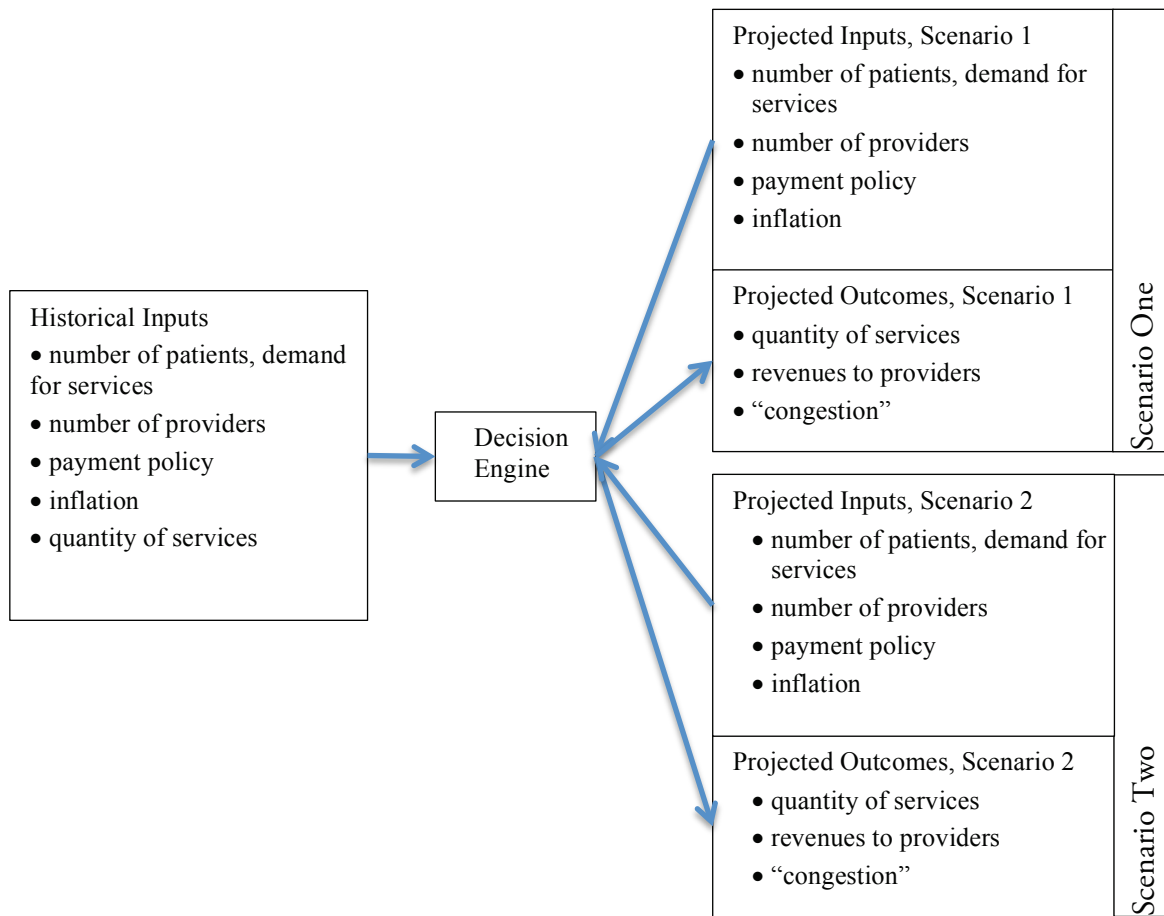 Historical Inputs
• number of patients, demand
for services
• number of providers
• payment policy
• inflation
• quantity of services
Decision
Engine
Projected Inputs, Scenario 1
• number of patients, demand for
services
• number of providers
• payment policy
• inflation
Projected Outcomes, Scenario 1
• quantity of services
• revenues to providers
• “congestion”
Scenario One
Projected Inputs, Scenario 2
• number of patients, demand for
services
• number of providers
• payment policy
• inflation
Projected Outcomes, Scenario 2
• quantity of services
• revenues to providers
• “congestion”
Scenario Two